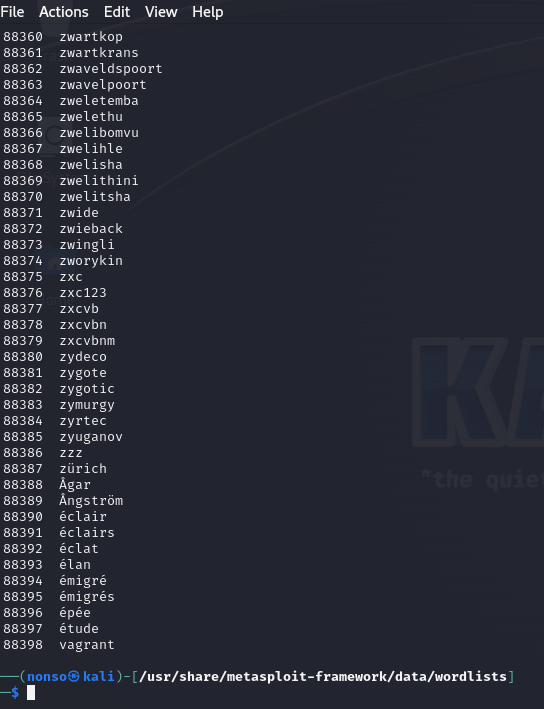 File Actions Edit View Help
88360 zwartkop
88361 zwartkrans
88362 zwaveldspoort
88363 zwavelpoort
88364 zweletemba
88365 zwelethu
88366 zwelibomvu
88367 zwelihle
88368 zwelisha
88369 zwelithini
88370 zwelitsha
88371 zwide
88372 zwieback
88373 zwingli
88374 zworykin
88375 zxc
88376 zxc123
88377 zxcvb
88378 zxcvbn
88379 zxcvbnm
88380 zydeco
88381 zygote
88382 zygotic
88383 zymurgy
88384 zyrtec
88385 zyuganov
88386 zzz
88387 zürich
88388 Âgar
88389 Ångström
88390 éclair
88391 éclairs
88392 éclat
88393 élan
88394 émigré
88395 émigrés
88396 épée
88397 étude
88398 vagrant
KA
"the quie
──(nonso㉿kali)-[/usr/share/metasploit-framework/data/wordlists]
─$